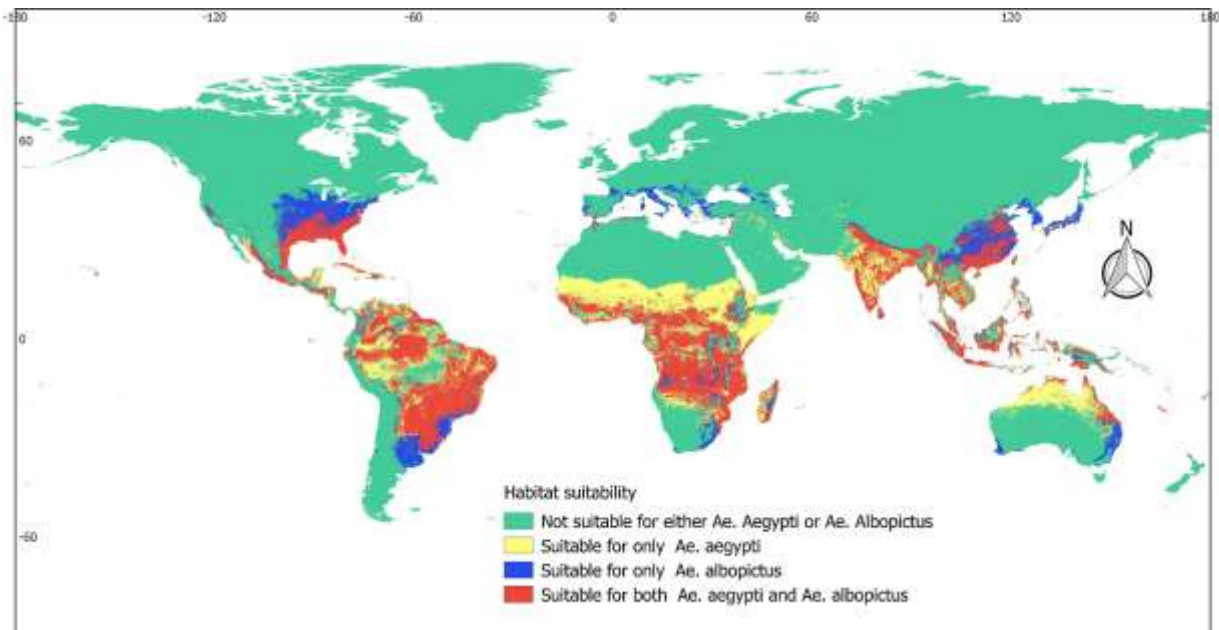 -180 -120 -60 0 60 120 180
60
N
0
Habitat suitability
Not suitable for either Ae. Aegypti or Ae. Albopictus
-60
Suitable for only Ae. aegypti
Suitable for only Ae. albopictus
Suitable for both Ae. aegypti and Ae. albopictus